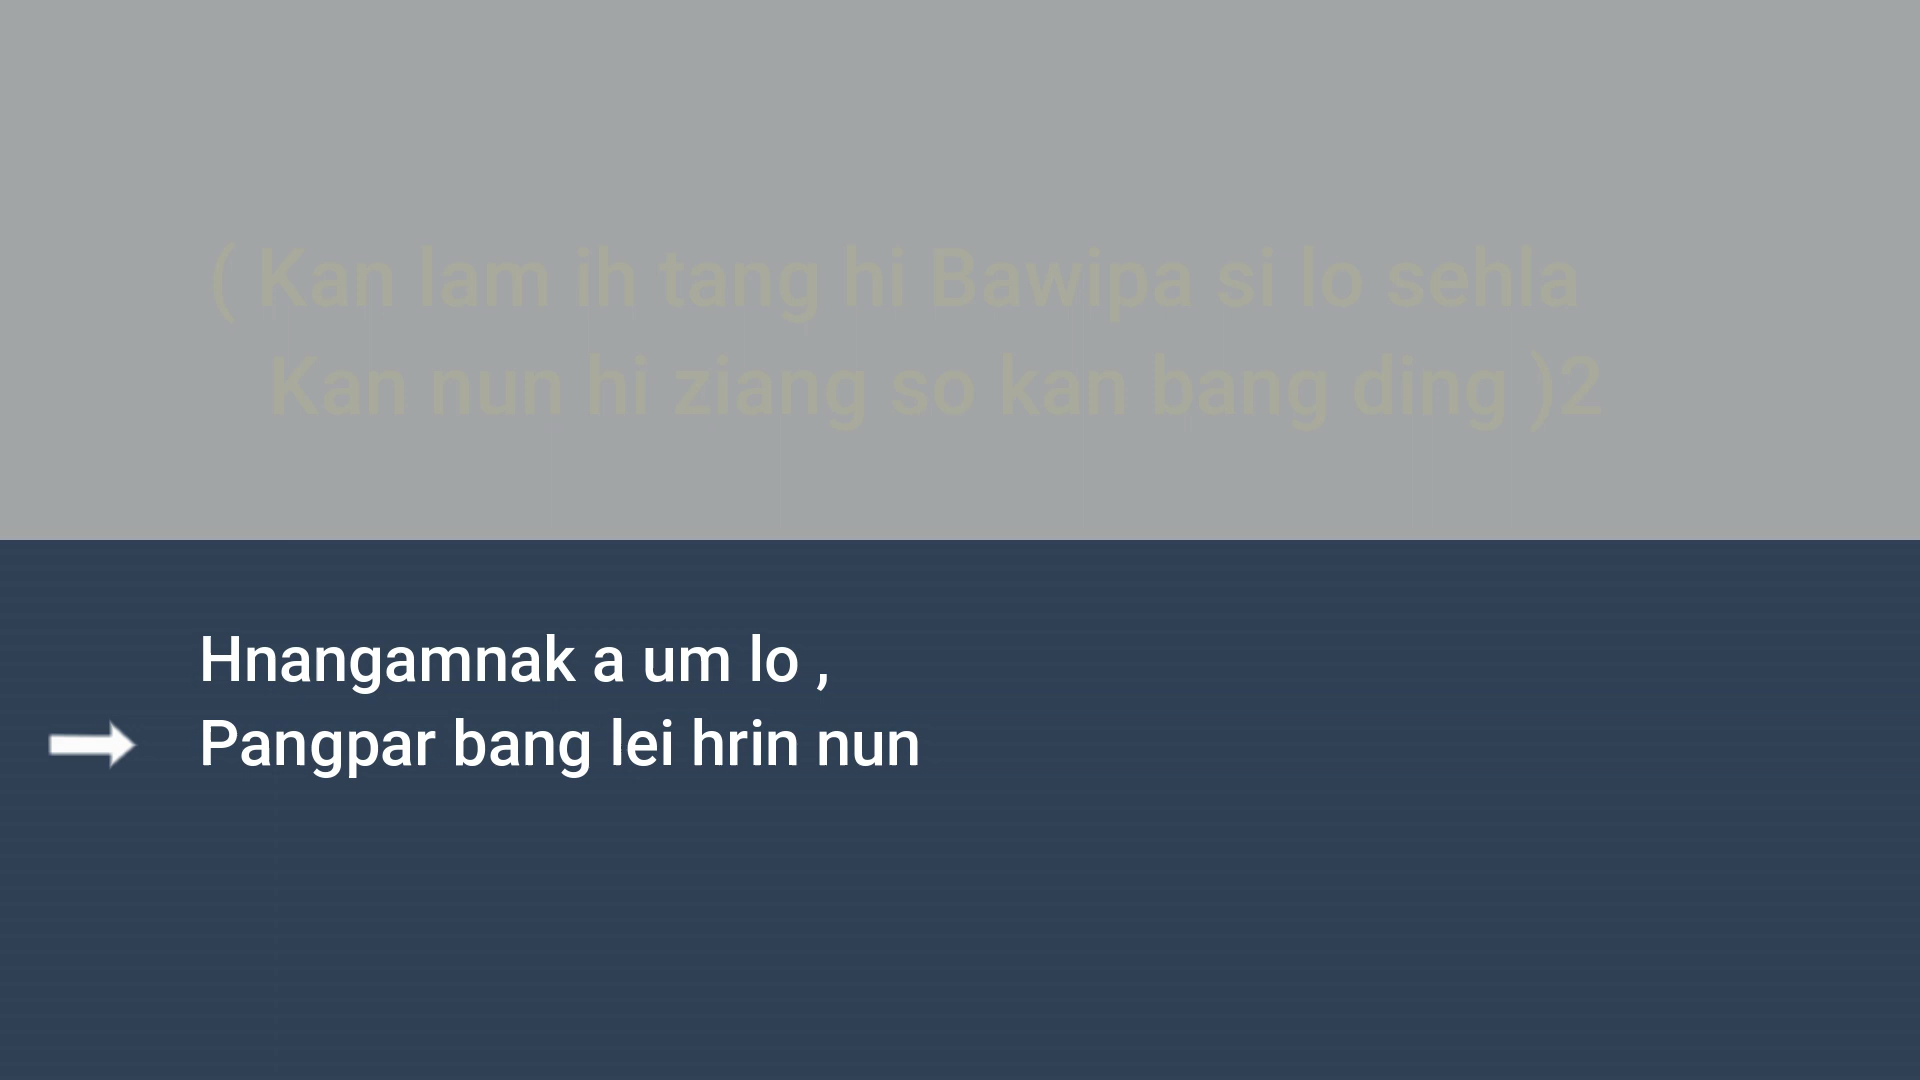 ( Kan lam ih tang hi Bawipa si lo sehla
Kan nun hi ziang so kan bang ding )2
Hnangamnak a um lo ,
Pangpar bang lei hrin nun